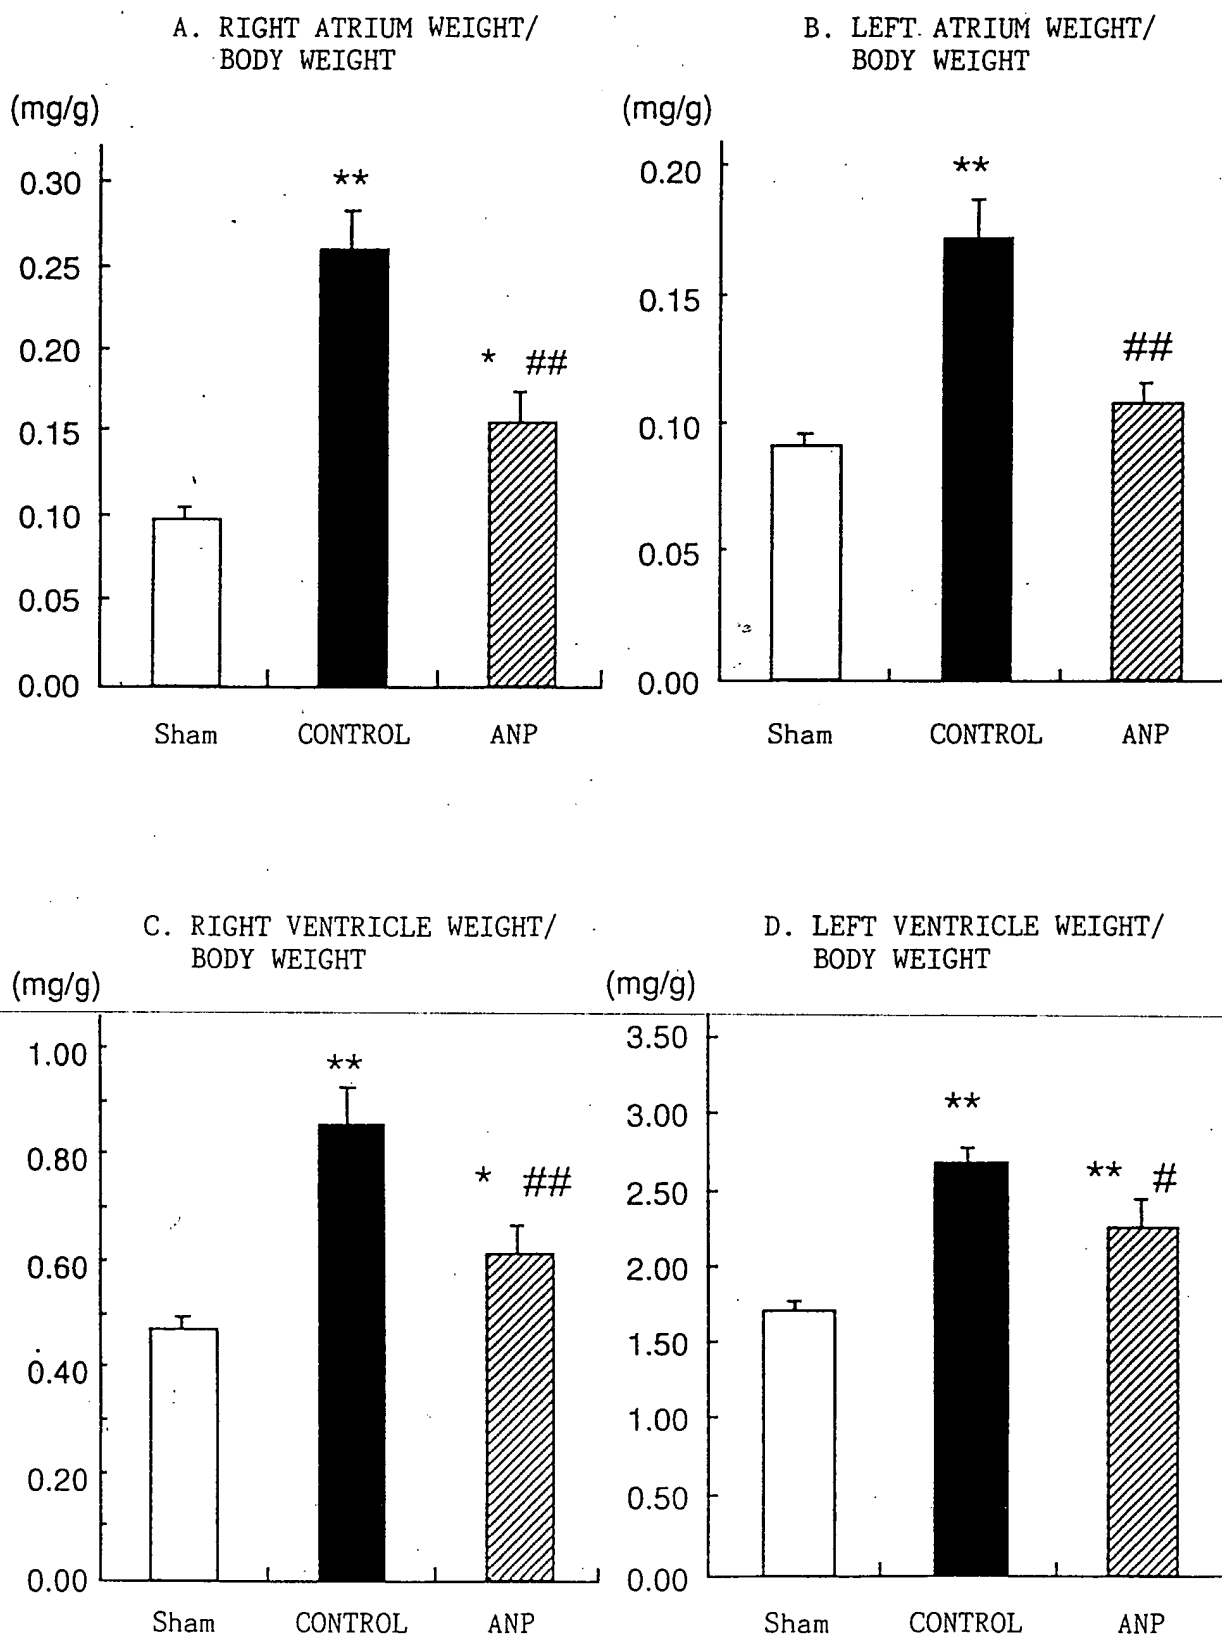 A. RIGHT ATRIUM WEIGHT/
BODY WEIGHT
(mg/g)
0.30
0.25
0.20
0.15
0.10
0.05
0.00
**
* ##
Sham CONTROL ANP
B. LEFT ATRIUM WEIGHT/
BODY WEIGHT
(mg/g)
0.20
0.15
0.10
0.05
0.00
**
##
Sham CONTROL ANP
C. RIGHT VENTRICLE WEIGHT/
BODY WEIGHT
(mg/g)
1.00
0.80
0.60
0.40
0.20
0.00
**
* ##
Sham CONTROL ANP
D. LEFT VENTRICLE WEIGHT/
BODY WEIGHT
(mg/g)
3.50
3.00
2.50
2.00
1.50
1.00
0.50
0.00
**
** #
Sham CONTROL ANP